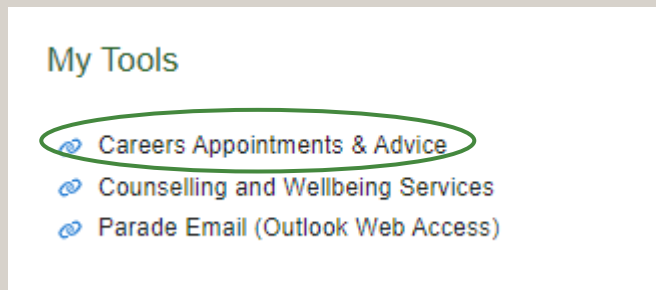 My Tools
Careers Appointments & Advice
Counselling and Wellbeing Services
Parade Email (Outlook Web Access)